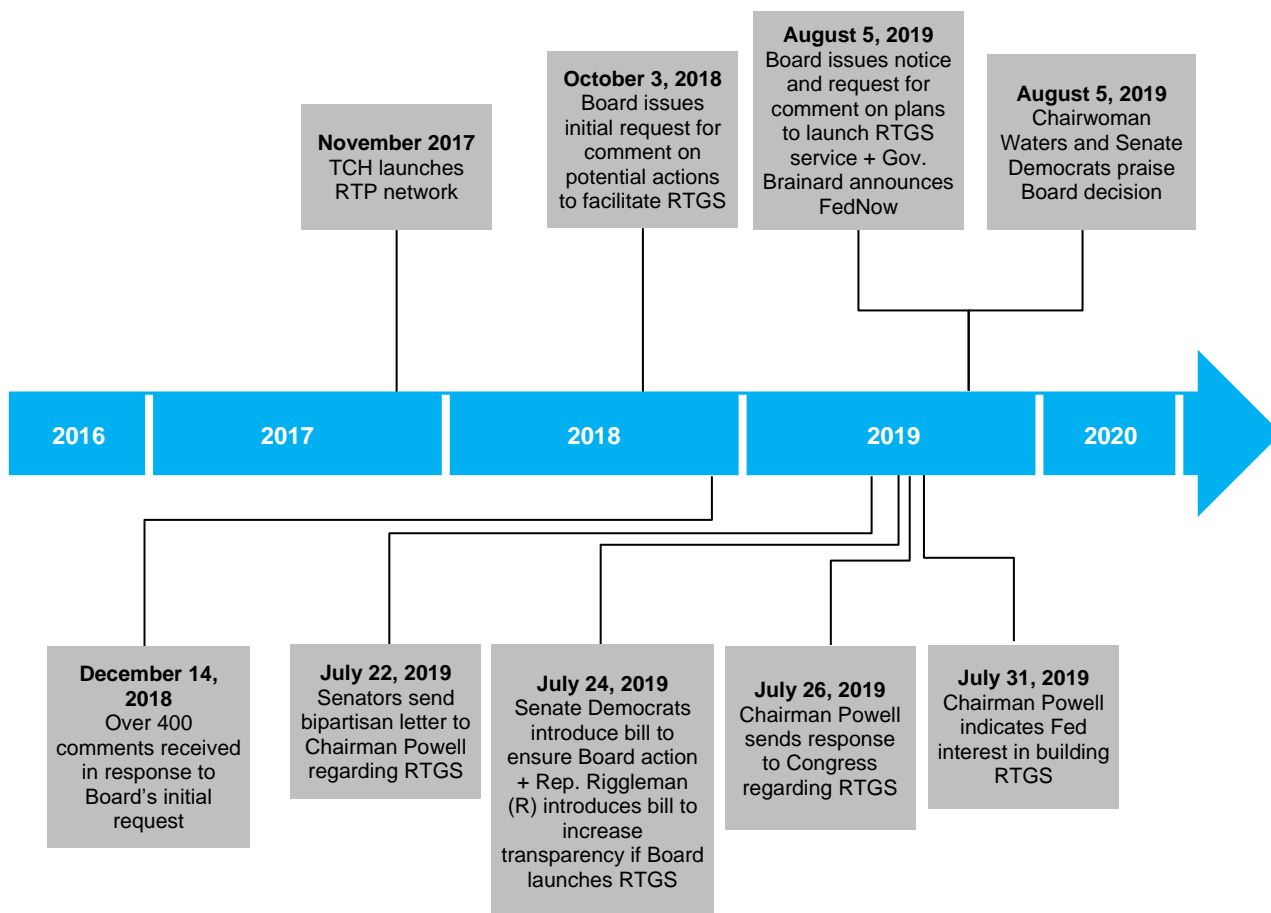 November 2017
TCH launches
RTP network
October 3, 2018
Board issues
initial request for
comment on
potential actions
to facilitate RTGS
August 5, 2019
Board issues notice
and request for
comment on plans
to launch RTGS
service + Gov.
Brainard announces
FedNow
August 5, 2019
Chairwoman
Waters and Senate
Democrats praise
Board decision
2016
2017
2018
2019
2020
December 14,
2018
Over 400
comments received
in response to
Board's initial
request
July 22, 2019
Senators send
bipartisan letter to
Chairman Powell
regarding RTGS
July 24, 2019
Senate Democrats
introduce bill to
ensure Board action
+ Rep. Riggleman
(R) introduces bill to
increase
transparency if Board
launches RTGS
July 26, 2019
Chairman Powell
sends response
to Congress
regarding RTGS
July 31, 2019
Chairman Powell
indicates Fed
interest in building
RTGS